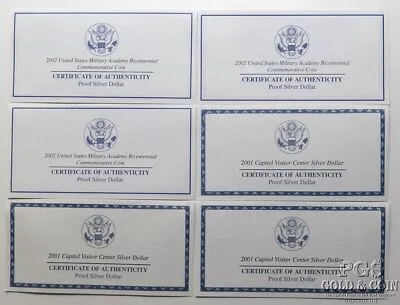 2002 United States Military Academy Bicentennial
Commemorative Coin
CERTIFICATE OF AUTHENTICITY
Proof Silver Dollar
2002 United States Military Academy Bicentennial
Commemorative Coin
CERTIFICATE OF AUTHENTICITY
Proof Silver Dollar
2002 United States Military Academy Bicentennial
Commemorative Coin
CERTIFICATE OF AUTHENTICITY
Proof Silver Dollar
2001 Capitol Visitor Center Silver Dollar
CERTIFICATE OF AUTHENTICITY
Proof Silver Dollar
2001 Capitol Visitor Center Silver Dollar
CERTIFICATE OF AUTHENTICITY
Proof Silver Dollar
2001 Capitol Visitor Center Silver Dollar
CERTIFICATE OF AUTHENTICITY
Proof Silver Dollar
PGS
GOLD & COIN